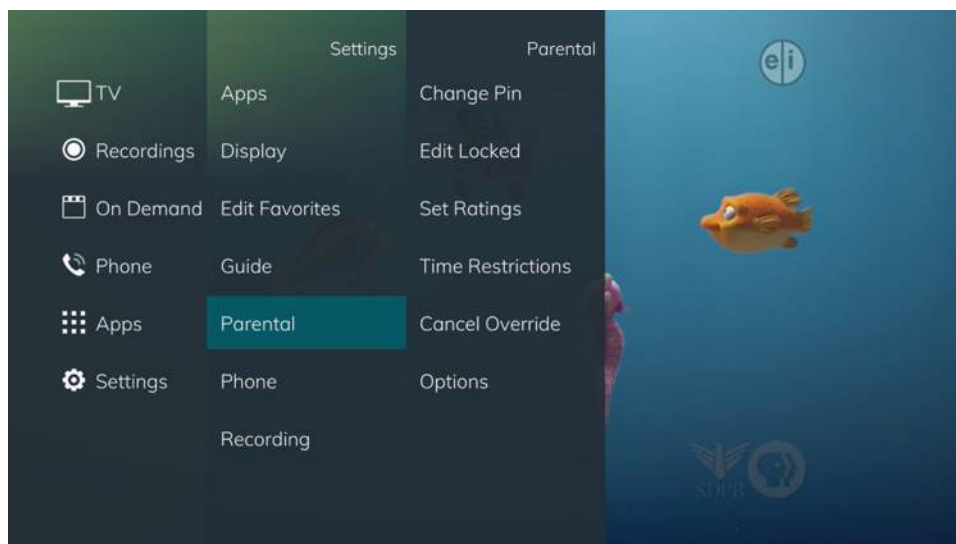 Settings
Parental
TV
Recordings
On Demand
Phone
Apps
Settings
Apps
Display
Edit Favorites
Guide
Parental
Phone
Recording
Change Pin
Edit Locked
Set Ratings
Time Restrictions
Cancel Override
Options
e/i
SDPB